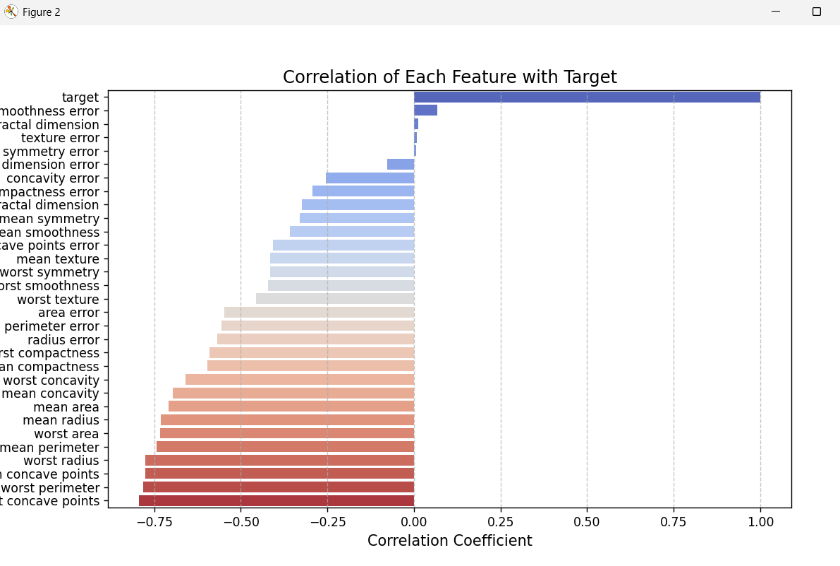 Figure 2
Correlation of Each Feature with Target
target
moothness error
ractal dimension
texture error
symmetry error
dimension error
concavity error
mpactness error
ractal dimension
mean symmetry
ean smoothness
cave points error
mean texture
worst symmetry
orst smoothness
worst texture
area error
perimeter error
radius error
rst compactness
an compactness
worst concavity
mean concavity
mean area
mean radius
worst area
mean perimeter
worst radius
n concave points
worst perimeter
t concave points
−0.75 −0.50 −0.25 0.00 0.25 0.50 0.75 1.00
Correlation Coefficient